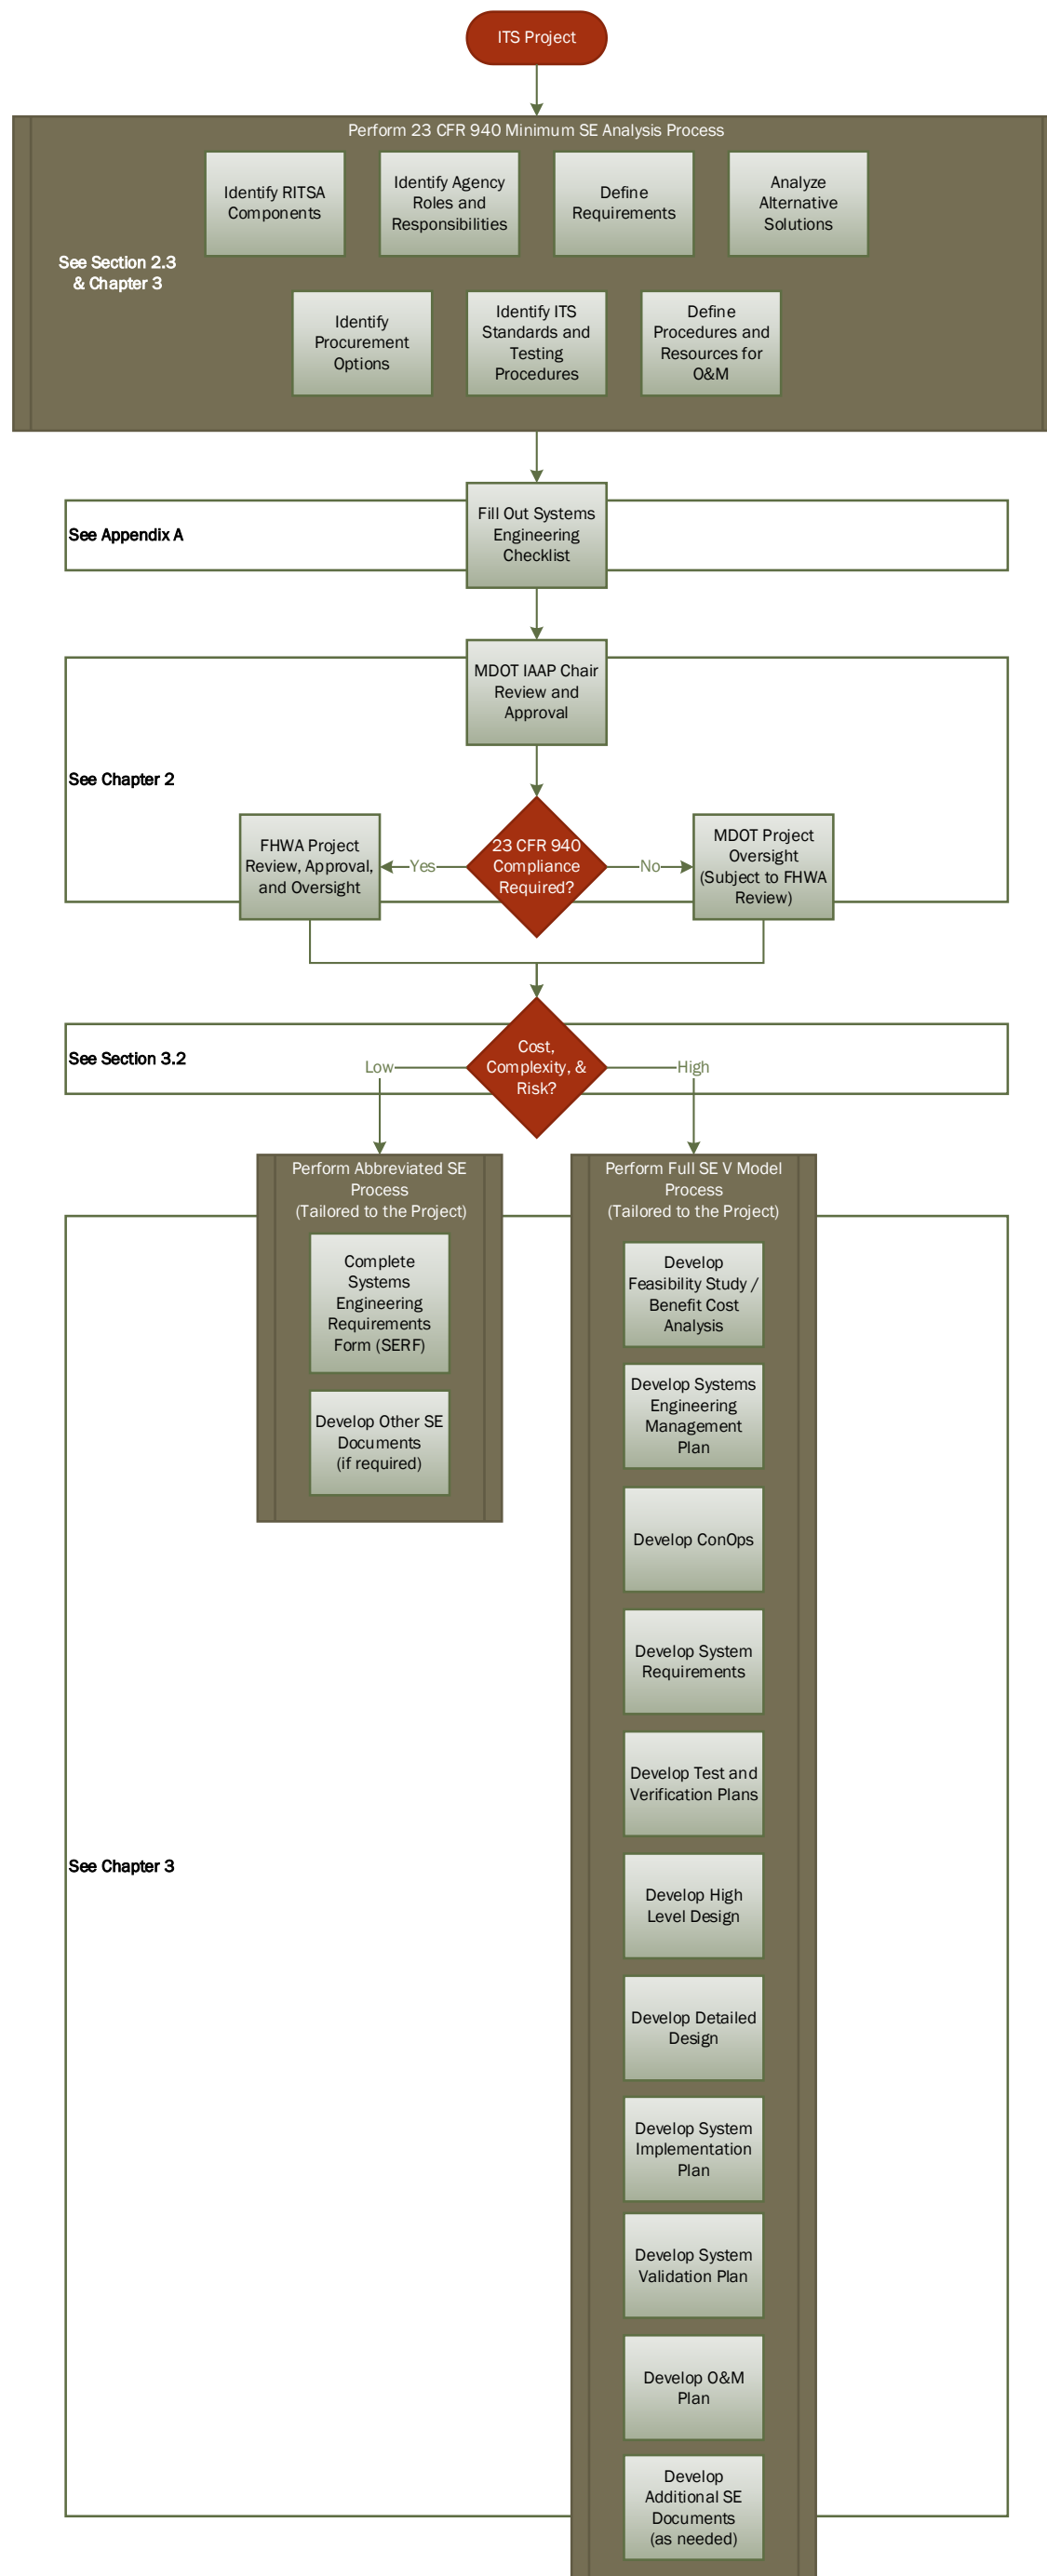 ITS Project
Perform 23 CFR 940 Minimum SE Analysis Process
Identify RITSA
Components
Identify Agency
Roles and
Responsibilities
Define
Requirements
Analyze
Alternative
Solutions
See Section 2.3
& Chapter 3
Identify
Procurement
Options
Identify ITS
Standards and
Testing
Procedures
Define
Procedures and
Resources for
O&M
See Appendix A
Fill Out Systems
Engineering
Checklist
MDOT IAAP Chair
Review and
Approval
See Chapter 2
FHWA Project
Review, Approval,
and Oversight
Yes
23 CFR 940
Compliance
Required?
No
MDOT Project
Oversight
(Subject to FHWA
Review)
See Section 3.2
Low
Cost,
Complexity, &
Risk?
High
Perform Abbreviated SE
Process
(Tailored to the Project)
Complete
Systems
Engineering
Requirements
Form (SERF)
Develop Other SE
Documents
(if required)
Perform Full SE V Model
Process
(Tailored to the Project)
Develop
Feasibility Study /
Benefit Cost
Analysis
Develop Systems
Engineering
Management
Plan
Develop ConOps
Develop System
Requirements
Develop Test and
Verification Plans
See Chapter 3
Develop High
Level Design
Develop Detailed
Design
Develop System
Implementation
Plan
Develop System
Validation Plan
Develop O&M
Plan
Develop
Additional SE
Documents
(as needed)